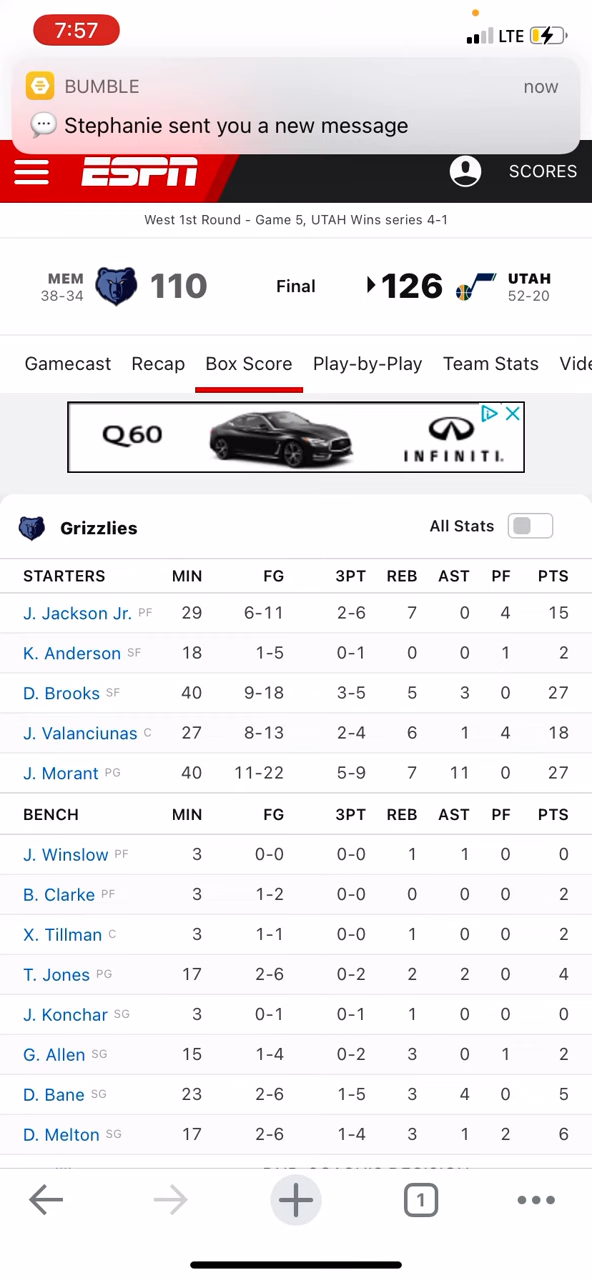 7:57 LTE
BUMBLE now
💬 Stephanie sent you a new message
ESPN SCORES
West 1st Round - Game 5, UTAH Wins series 4-1
MEM 110 Final 126 UTAH
38-34 52-20
Gamecast Recap Box Score Play-by-Play Team Stats Vide
Q60 INFINITI.
Grizzlies All Stats
STARTERS MIN FG 3PT REB AST PF PTS
J. Jackson Jr. PF 29 6-11 2-6 7 0 4 15
K. Anderson SF 18 1-5 0-1 0 0 1 2
D. Brooks SF 40 9-18 3-5 5 3 0 27
J. Valanciunas C 27 8-13 2-4 6 1 4 18
J. Morant PG 40 11-22 5-9 7 11 0 27
BENCH MIN FG 3PT REB AST PF PTS
J. Winslow PF 3 0-0 0-0 1 1 0 0
B. Clarke PF 3 1-2 0-0 0 0 0 2
X. Tillman C 3 1-1 0-0 1 0 0 2
T. Jones PG 17 2-6 0-2 2 2 0 4
J. Konchar SG 3 0-1 0-1 1 0 0 0
G. Allen SG 15 1-4 0-2 3 0 1 2
D. Bane SG 23 2-6 1-5 3 4 0 5
D. Melton SG 17 2-6 1-4 3 1 2 6
1